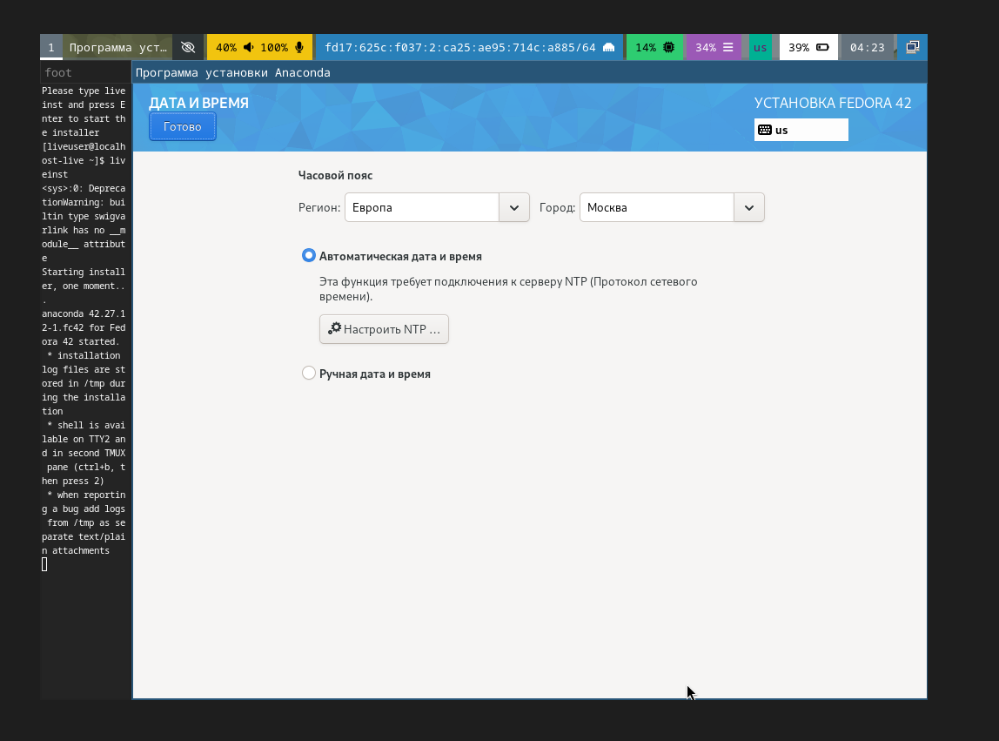 1 Программа уст… 40% 100% fd17:625c:f037:2:ca25:ae95:714c:a885/64 14% 34% us 39% 04:23
foot
Please type live
inst and press E
nter to start th
e installer
[liveuser@localh
ost-live ~]$ liv
einst
<sys>:0: Depreca
tionWarning: bui
ltin type swigva
rlink has no __m
odule__ attribut
e
Starting install
er, one moment..
.
anaconda 42.27.1
2-1.fc42 for Fed
ora 42 started.
* installation
log files are st
ored in /tmp dur
ing the installa
tion
* shell is avai
lable on TTY2 an
d in second TMUX
pane (ctrl+b, t
hen press 2)
* when reportin
g a bug add logs
from /tmp as se
parate text/plai
n attachments
Программа установки Anaconda
ДАТА И ВРЕМЯ
Готово
УСТАНОВКА FEDORA 42
us
Часовой пояс
Регион: Европа Город: Москва
Автоматическая дата и время
Эта функция требует подключения к серверу NTP (Протокол сетевого
времени).
Настроить NTP …
Ручная дата и время